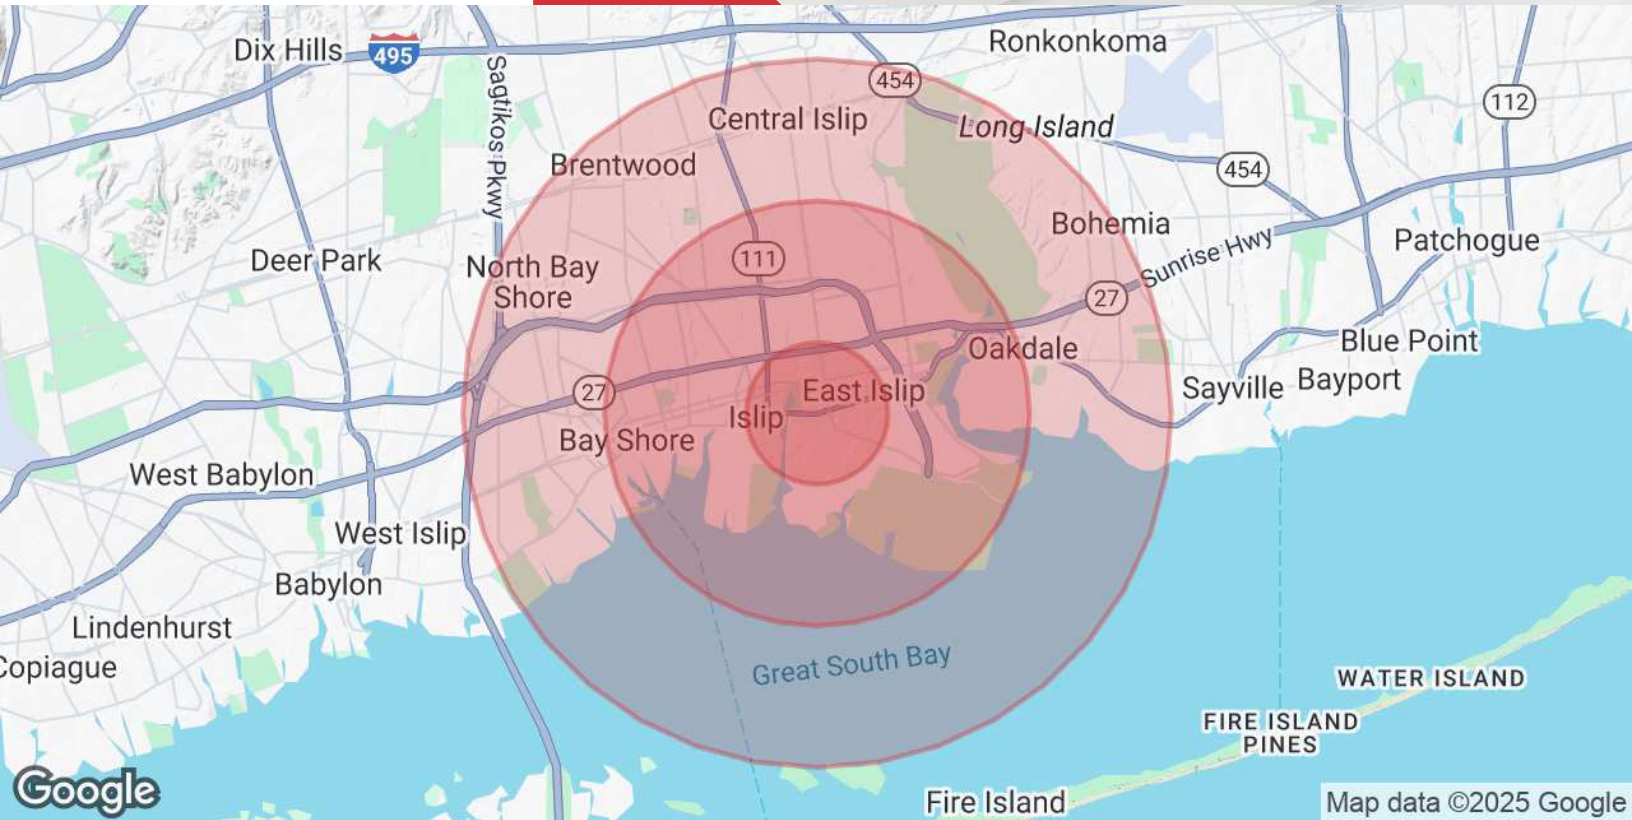 Dix Hills
495
Sagtikos Pkwy
454
Ronkonkoma
112
Central Islip
Long Island
Brentwood
454
Bohemia
Deer Park
North Bay
Shore
111
Sunrise Hwy
Patchogue
27
Oakdale
Blue Point
27
East Islip
Sayville
Bayport
Islip
Bay Shore
West Babylon
West Islip
Babylon
Lindenhurst
Copiague
Great South Bay
WATER ISLAND
FIRE ISLAND
PINES
Google
Fire Island
Map data ©2025 Google